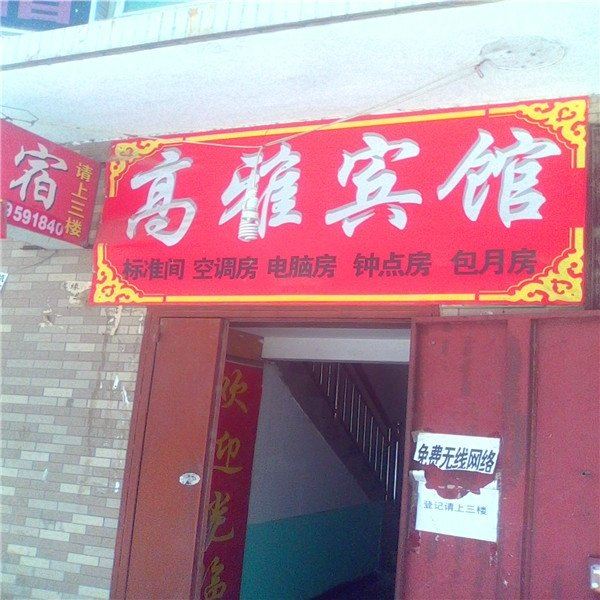 高雅宾馆
标准间 空调房 电脑房 钟点房 包月房
宿
请上三楼
9591840
欢迎光临
免费无线网络
登记请上三楼